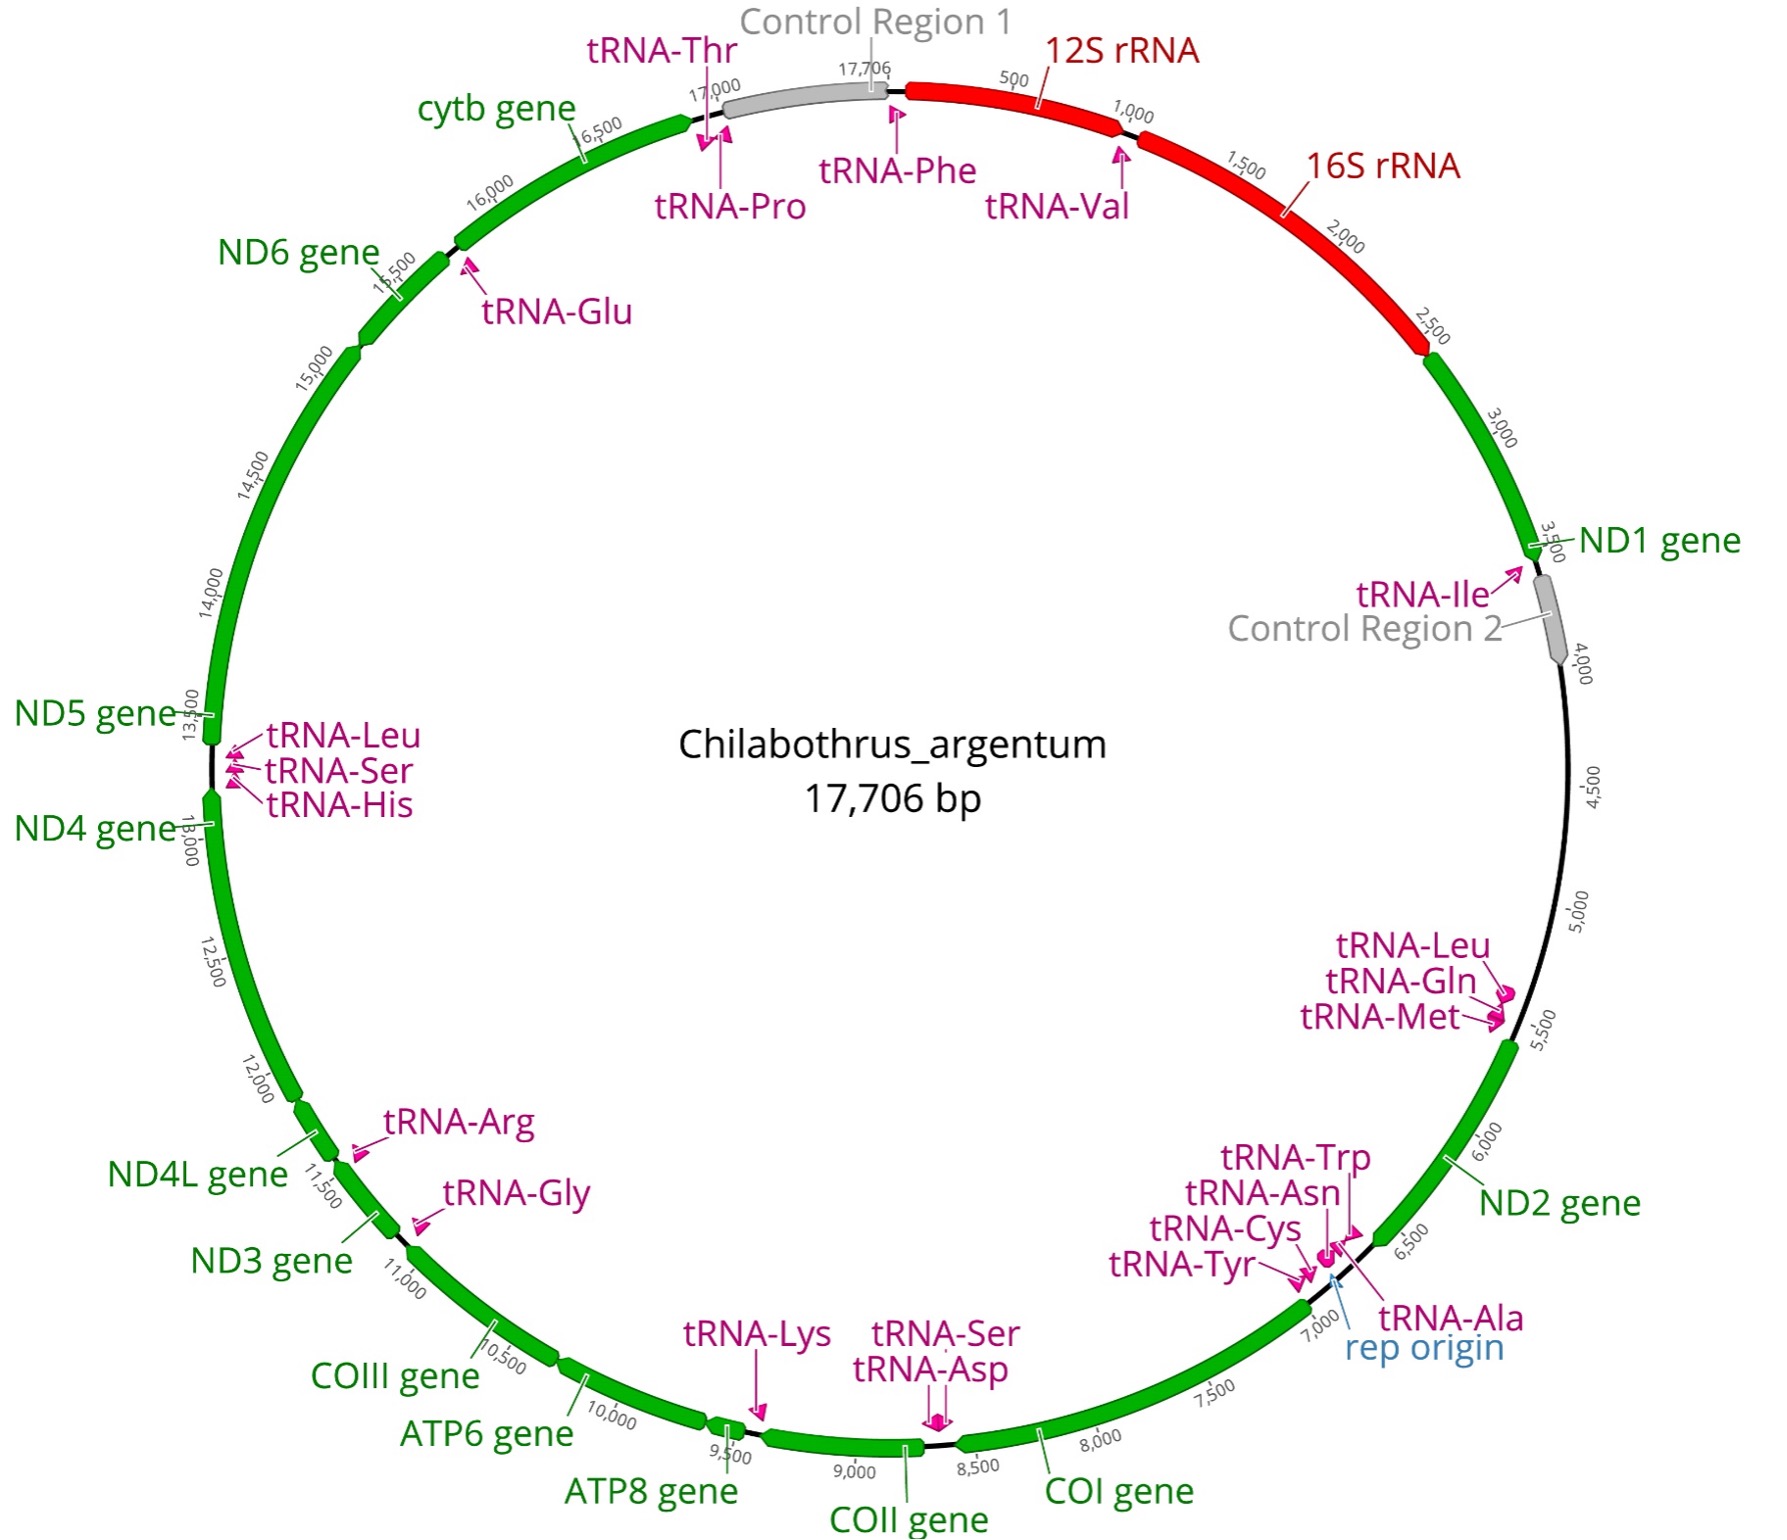 Control Region 1
tRNA-Thr
12S rRNA
17,706
17,000
500
cytb gene
1,000
16,500
tRNA-Phe
16S rRNA
1,500
tRNA-Pro
tRNA-Val
16,000
2,000
ND6 gene
15,500
tRNA-Glu
2,500
15,000
3,000
14,500
3,500
ND1 gene
14,000
tRNA-Ile
Control Region 2
4,000
ND5 gene
13,500
tRNA-Leu
tRNA-Ser
tRNA-His
Chilabothrus_argentum
17,706 bp
4,500
ND4 gene
13,000
5,000
12,500
tRNA-Leu
tRNA-Gln
tRNA-Met
5,500
12,000
tRNA-Arg
6,000
tRNA-Trp
ND4L gene
11,500
tRNA-Gly
tRNA-Asn
ND2 gene
tRNA-Cys
6,500
ND3 gene
tRNA-Tyr
11,000
tRNA-Ala
7,000
rep origin
tRNA-Lys
tRNA-Ser
10,500
tRNA-Asp
COIII gene
7,500
10,000
ATP6 gene
8,000
9,500
9,000
8,500
ATP8 gene
COI gene
COII gene